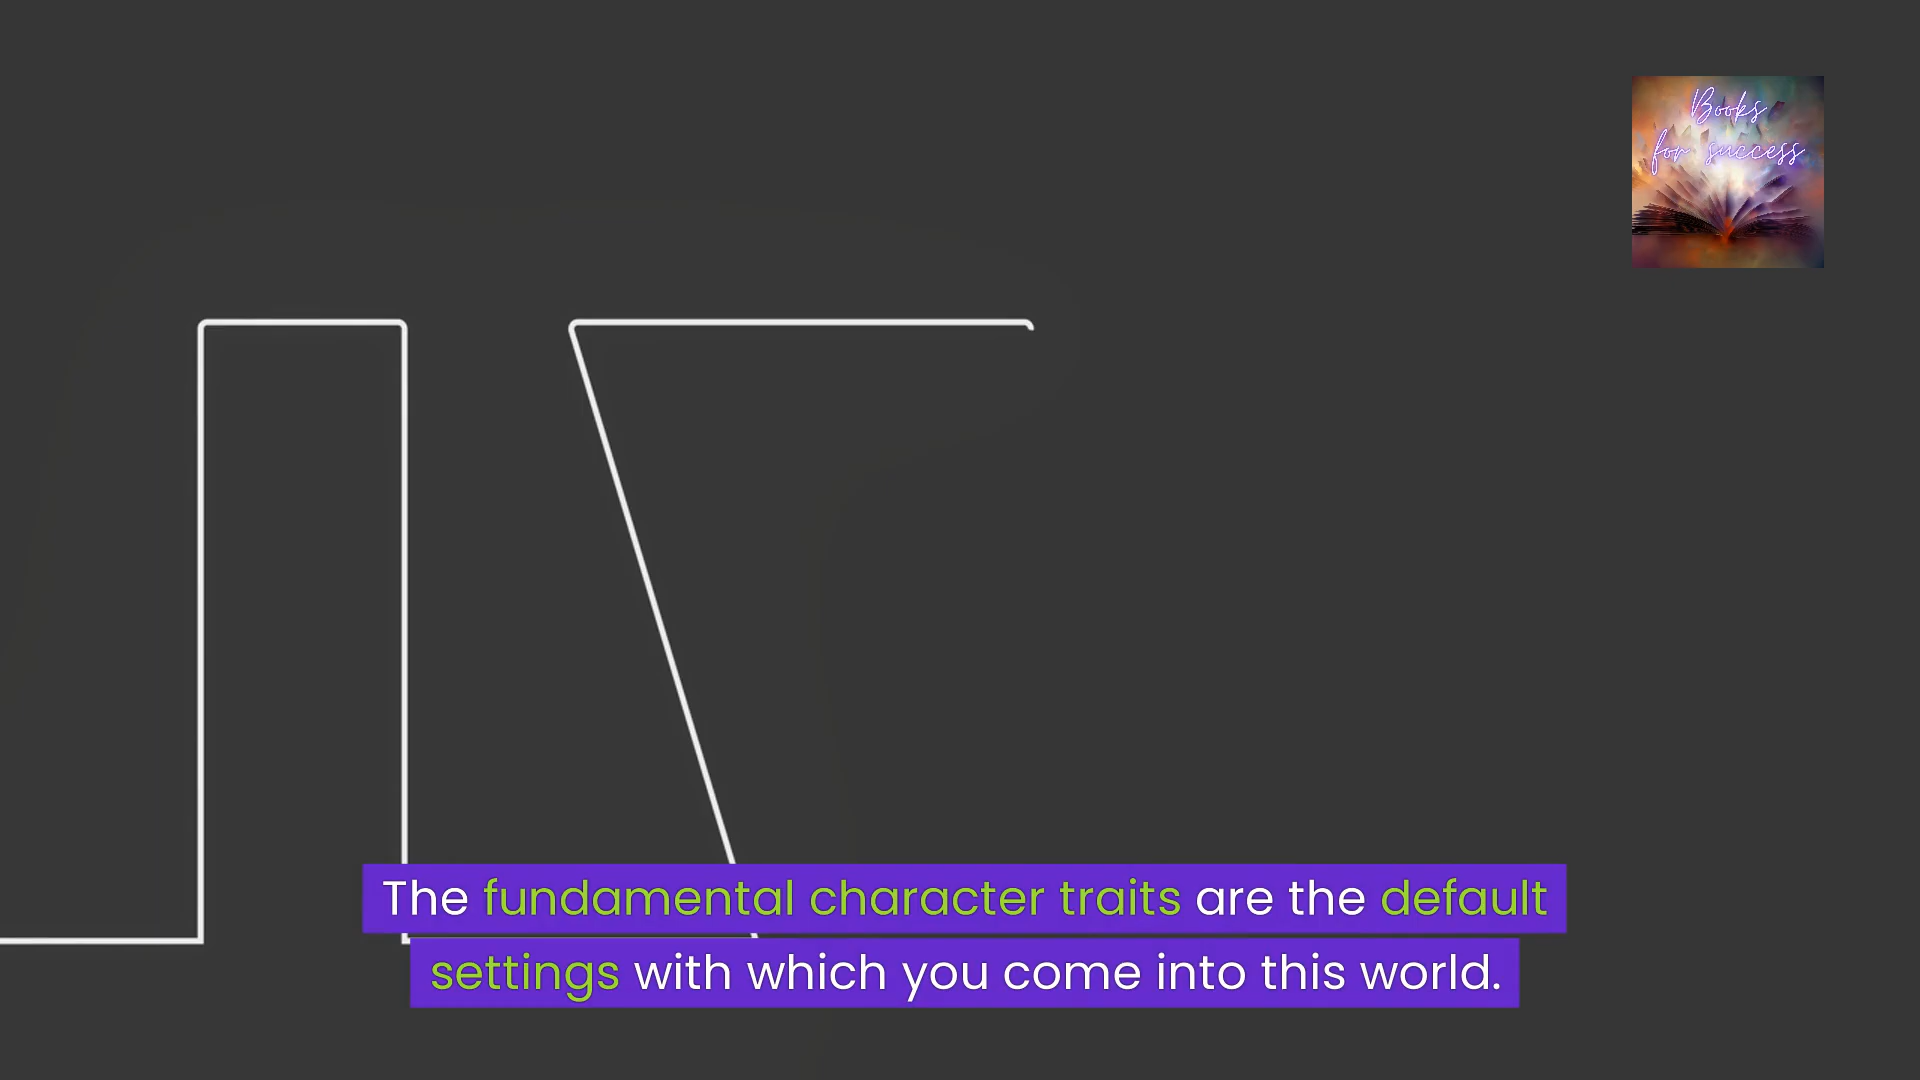 Books
for success
The fundamental character traits are the default
settings with which you come into this world.